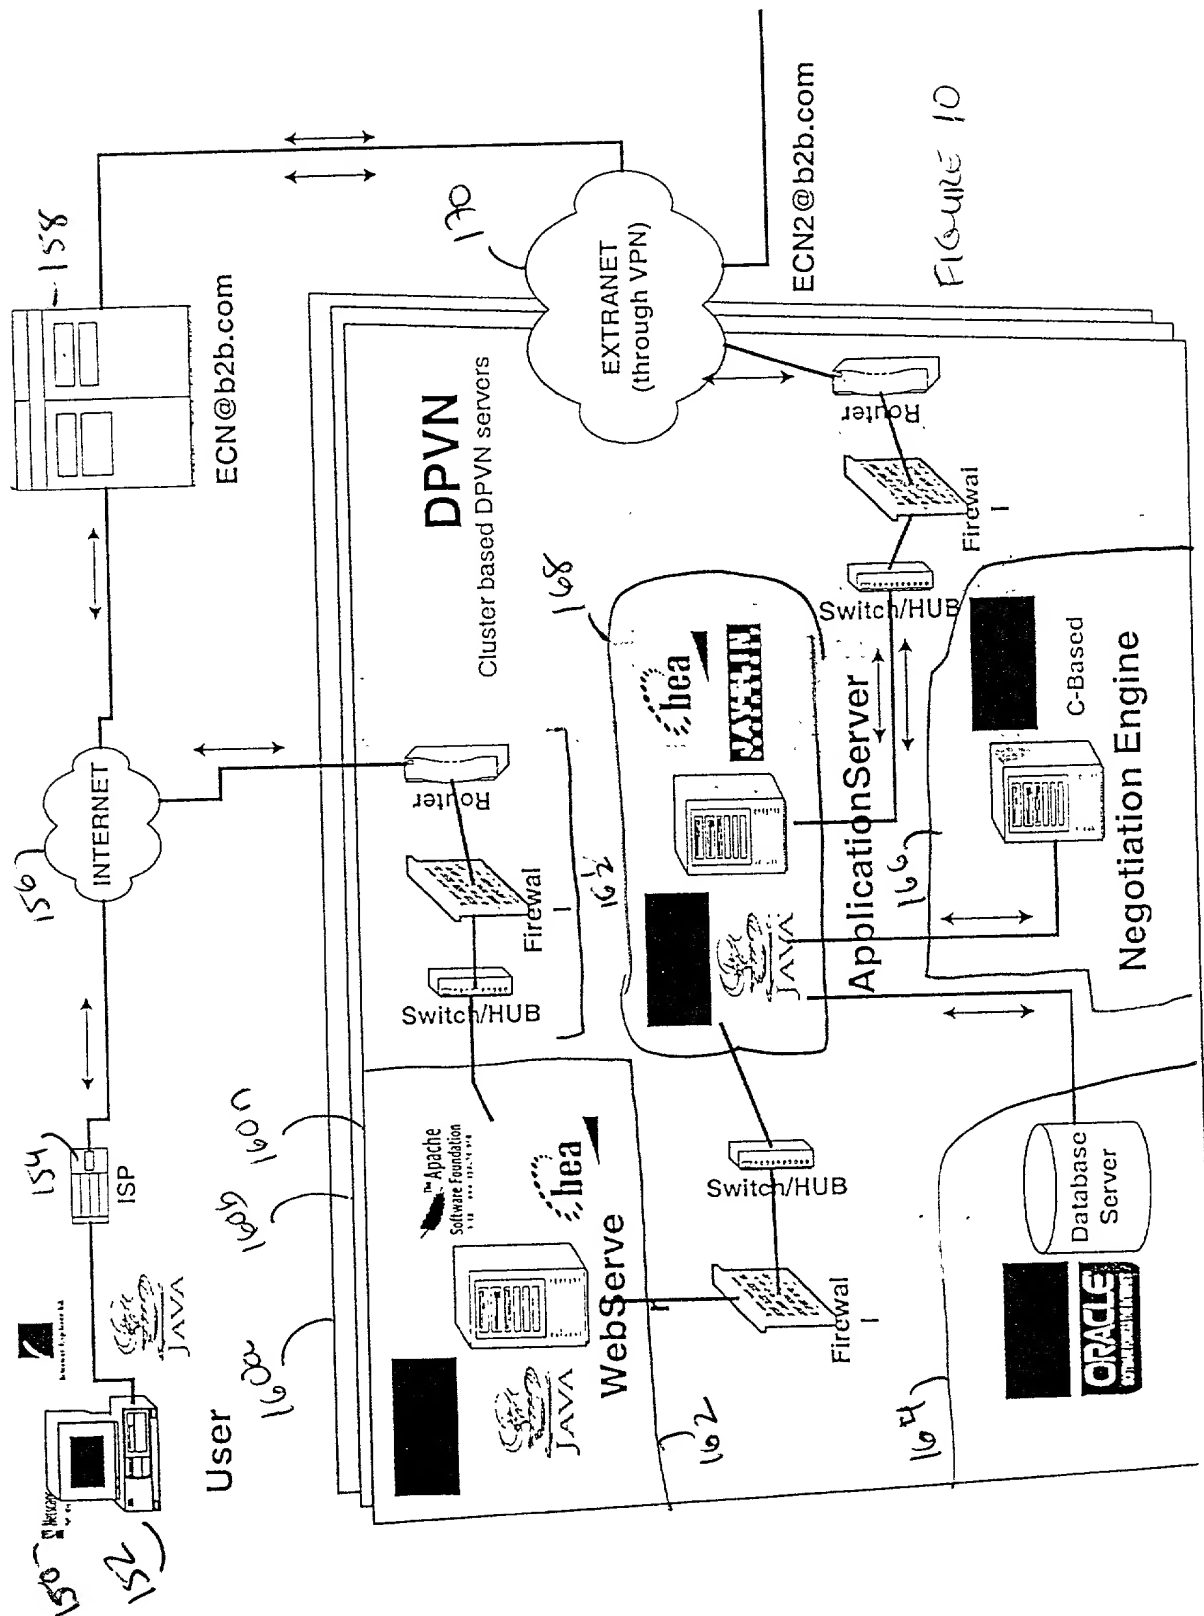 150
152
Netscape
User
JAVA
154
ISP
156
INTERNET
158
ECN@b2b.com
160a
160b
160n
DPVN
Cluster based DPVN servers
Router
Firewal
l
Switch/HUB
162
The Apache
Software Foundation
bea
JAVA
WebServe
r
162
Firewal
l
Switch/HUB
168
bea
JAVA
ApplicationServer
170
EXTRANET
(through VPN)
ECN2@b2b.com
Router
Firewal
l
Switch/HUB
164
ORACLE
Database
Server
166
C-Based
Negotiation Engine
FIGURE 10